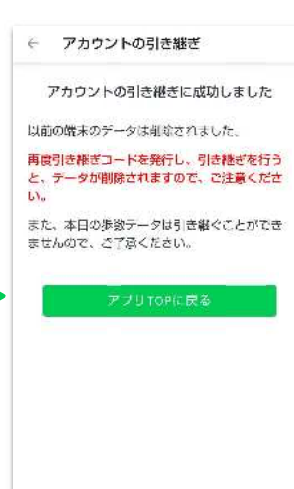 ← アカウントの引き継ぎ
アカウントの引き継ぎに成功しました
以前の端末のデータは削除されました。
再度引き継ぎコードを発行し、引き継ぎを行う
と、データが削除されますので、ご注意くださ
い。
また、本日の歩数データは引き継ぐことができ
ませんので、ご了承ください。
アプリTOPに戻る